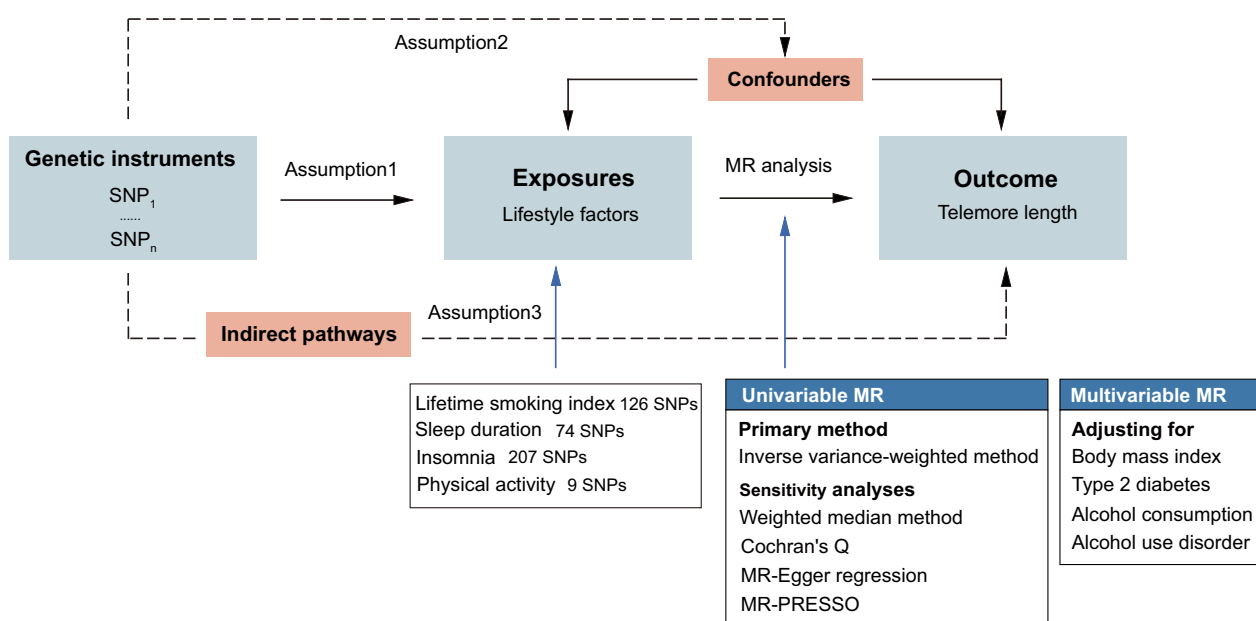 Assumption2
Confounders
Genetic instruments
SNP1
......
SNPn
Assumption1
Exposures
Lifestyle factors
MR analysis
Outcome
Telemore length
Indirect pathways
Assumption3
Lifetime smoking index 126 SNPs
Sleep duration 74 SNPs
Insomnia 207 SNPs
Physical activity 9 SNPs
Univariable MR
Primary method
Inverse variance-weighted method
Sensitivity analyses
Weighted median method
Cochran's Q
MR-Egger regression
MR-PRESSO
Multivariable MR
Adjusting for
Body mass index
Type 2 diabetes
Alcohol consumption
Alcohol use disorder